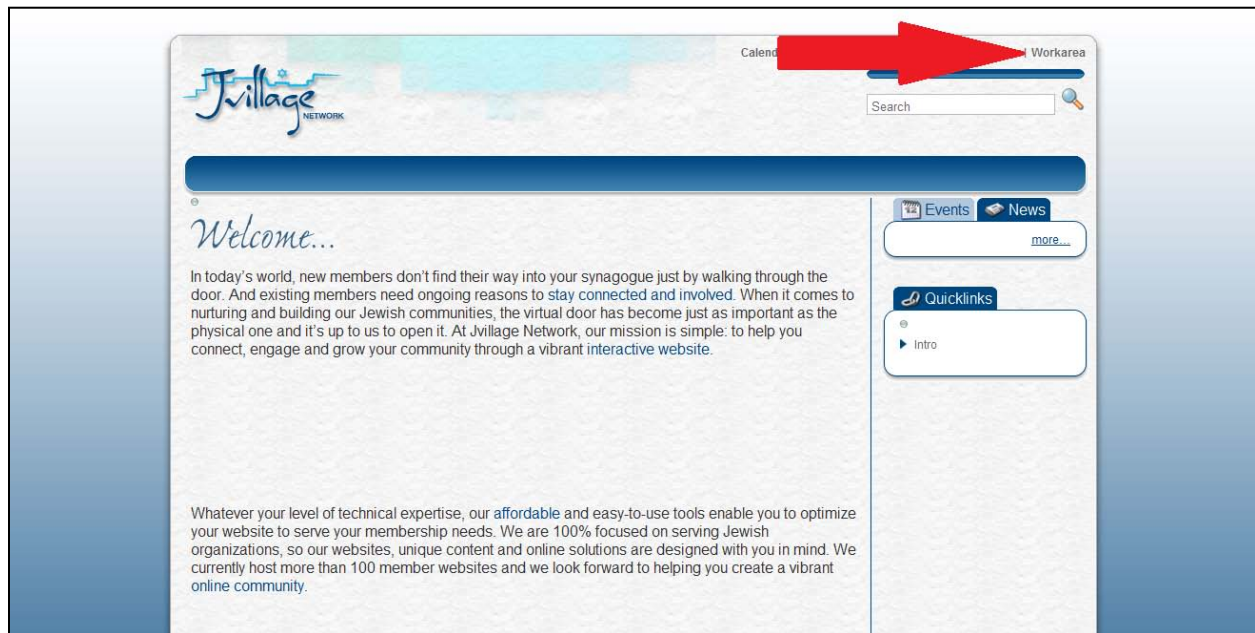 Workarea
Jvillage
NETWORK
Search
Events News
more...
Welcome...
In today's world, new members don't find their way into your synagogue just by walking through the
door. And existing members need ongoing reasons to stay connected and involved. When it comes to
nurturing and building our Jewish communities, the virtual door has become just as important as the
physical one and it's up to us to open it. At Jvillage Network, our mission is simple: to help you
connect, engage and grow your community through a vibrant interactive website.
Quicklinks
Intro
Whatever your level of technical expertise, our affordable and easy-to-use tools enable you to optimize
your website to serve your membership needs. We are 100% focused on serving Jewish
organizations, so our websites, unique content and online solutions are designed with you in mind. We
currently host more than 100 member websites and we look forward to helping you create a vibrant
online community.